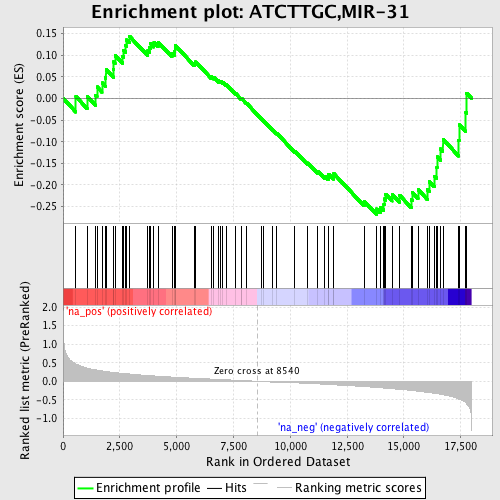 Enrichment plot: ATCTTGC,MIR-31
Enrichment score (ES)
0.15
0.10
0.05
0.00
-0.05
-0.10
-0.15
-0.20
-0.25
'na_pos' (positively correlated)
Ranked list metric (PreRanked)
2.0
1.5
1.0
0.5
0.0
-0.5
-1.0
Zero cross at 8540
'na_neg' (negatively correlated)
0
2,500
5,000
7,500
10,000
12,500
15,000
17,500
Rank in Ordered Dataset
Enrichment profile
Hits
Ranking metric scores